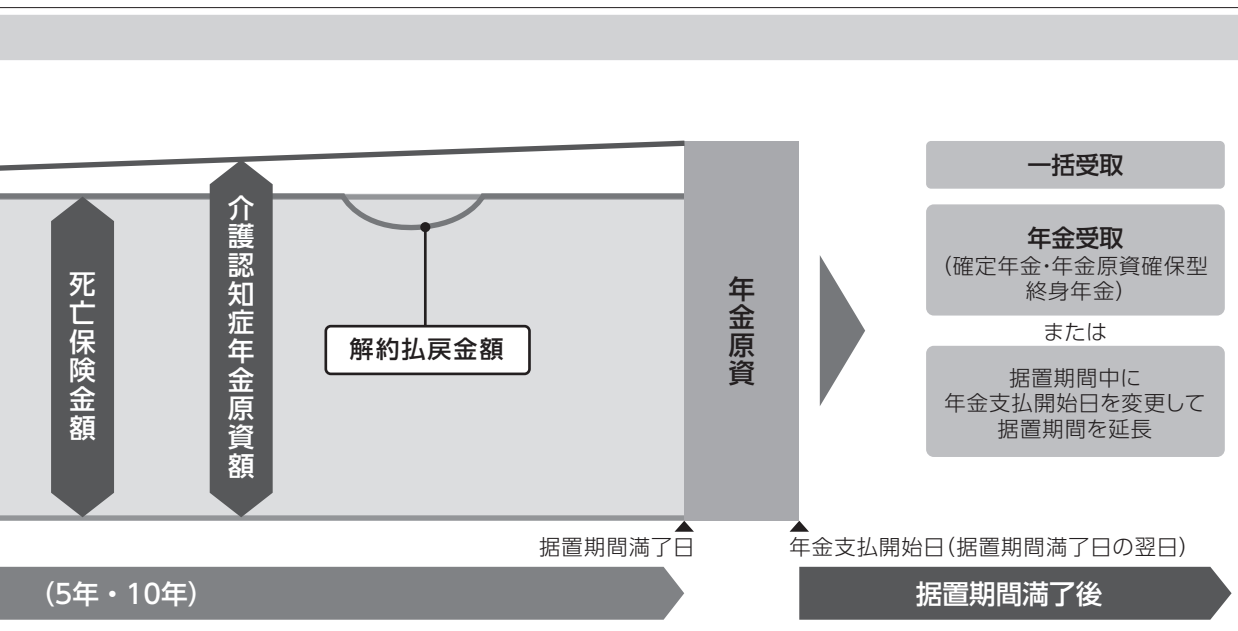 死亡保険金額
介護認知症年金原資額
解約払戻金額
年金原資
一括受取
年金受取
(確定年金・年金原資確保型
終身年金)
または
据置期間中に
年金支払開始日を変更して
据置期間を延長
据置期間満了日
年金支払開始日(据置期間満了日の翌日)
(5年・10年)
据置期間満了後